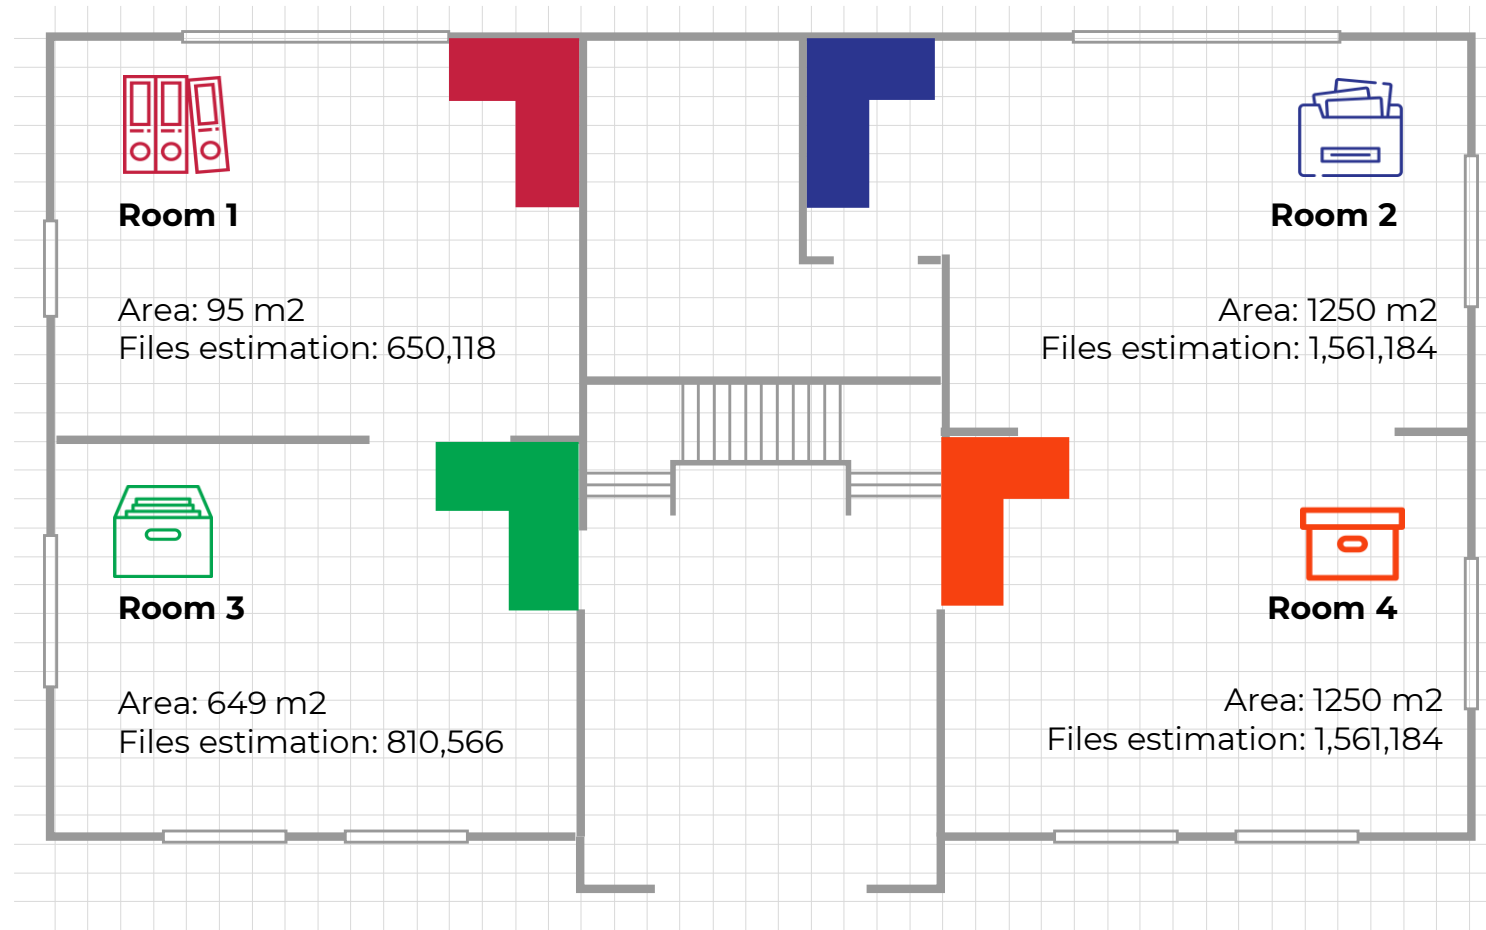 Room 1
Area: 95 m2
Files estimation: 650,118
Room 2
Area: 1250 m2
Files estimation: 1,561,184
Room 3
Area: 649 m2
Files estimation: 810,566
Room 4
Area: 1250 m2
Files estimation: 1,561,184